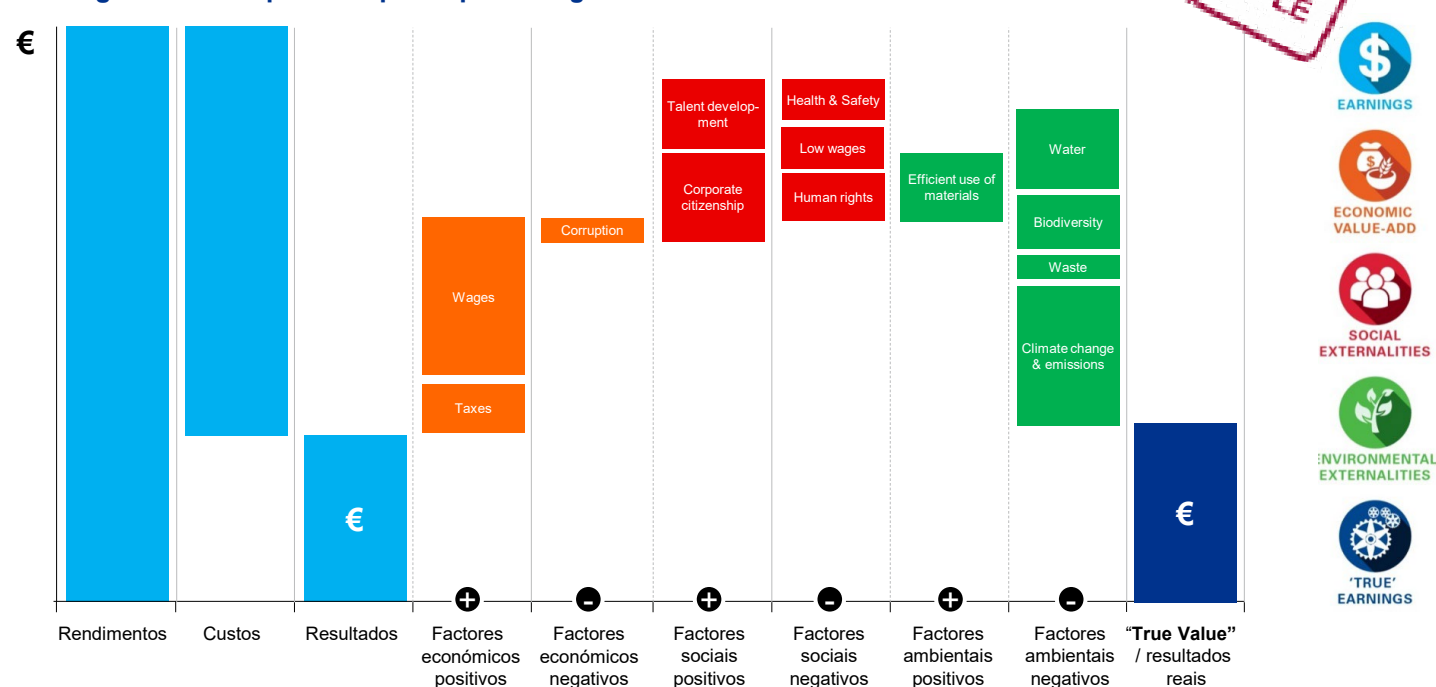 €
Talent develop-
ment
Corporate
citizenship
Health & Safety
Low wages
Human rights
Efficient use of
materials
Water
Biodiversity
Waste
Climate change
& emissions
Wages
Taxes
Corruption
€
€
+
-
+
-
+
-
Rendimentos
Custos
Resultados
Factores
económicos
positivos
Factores
económicos
negativos
Factores
sociais
positivos
Factores
sociais
negativos
Factores
ambientais
positivos
Factores
ambientais
negativos
“True Value”
/ resultados
reais
$
EARNINGS
$
ECONOMIC
VALUE-ADD
SOCIAL
EXTERNALITIES
NVIRONMENTAL
EXTERNALITIES
'TRUE'
EARNINGS